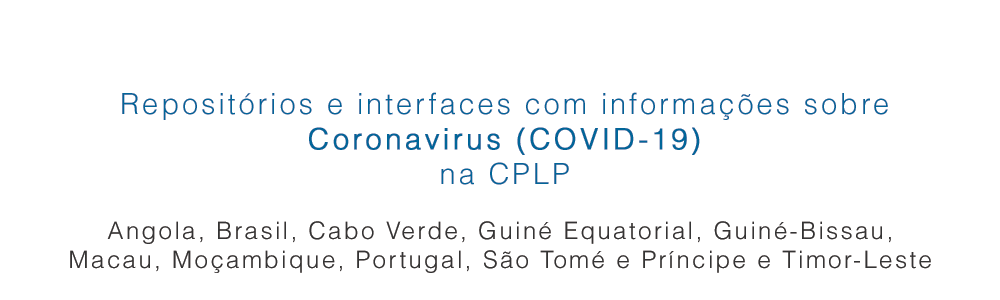 Repositórios e interfaces com informações sobre
Coronavirus (COVID-19)
na CPLP
Angola, Brasil, Cabo Verde, Guiné Equatorial, Guiné-Bissau,
Macau, Moçambique, Portugal, São Tomé e Príncipe e Timor-Leste